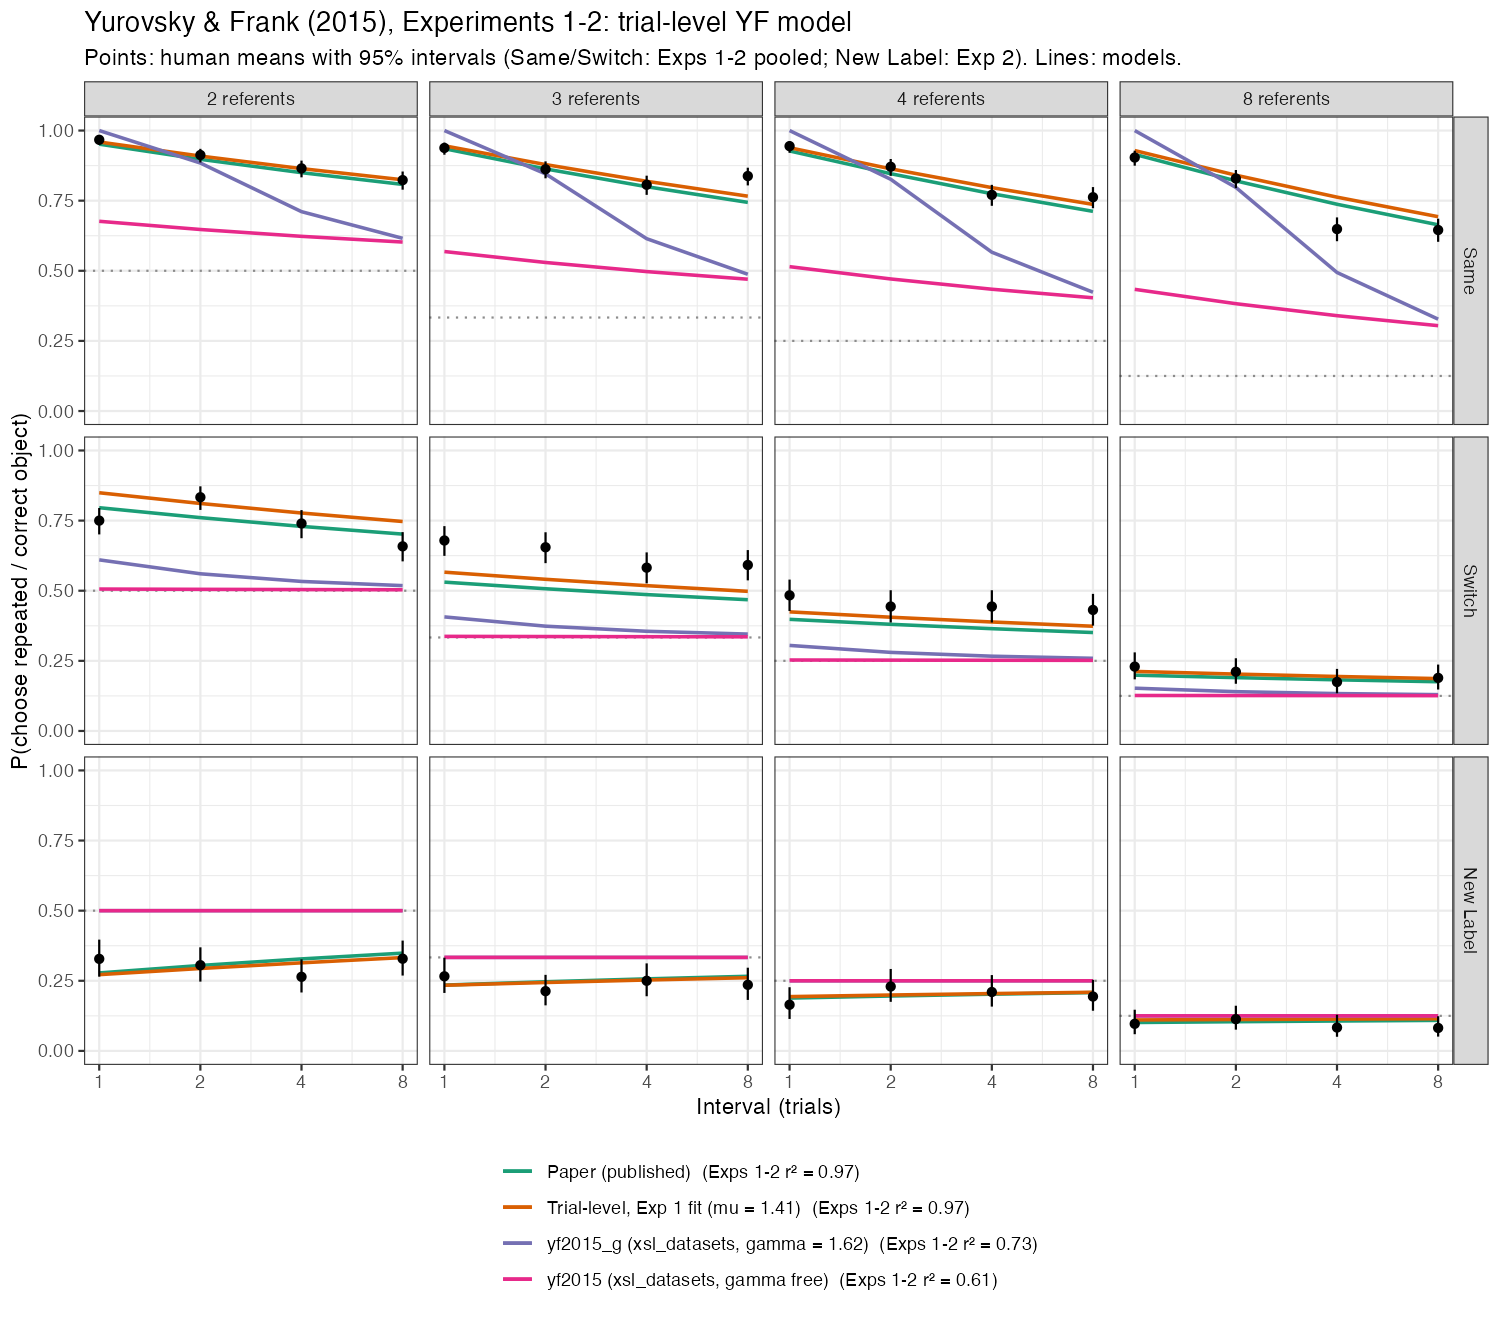 Yurovsky & Frank (2015), Experiments 1-2: trial-level YF model
Points: human means with 95% intervals (Same/Switch: Exps 1-2 pooled; New Label: Exp 2). Lines: models.
2 referents
3 referents
4 referents
8 referents
1.00
0.75
0.50
0.25
0.00
Same
1.00
0.75
0.50
0.25
0.00
Switch
1.00
0.75
0.50
0.25
0.00
New Label
P(choose repeated / correct object)
1 2 4 8
1 2 4 8
1 2 4 8
1 2 4 8
Interval (trials)
Paper (published) (Exps 1-2 r² = 0.97)
Trial-level, Exp 1 fit (mu = 1.41) (Exps 1-2 r² = 0.97)
yf2015_g (xsl_datasets, gamma = 1.62) (Exps 1-2 r² = 0.73)
yf2015 (xsl_datasets, gamma free) (Exps 1-2 r² = 0.61)